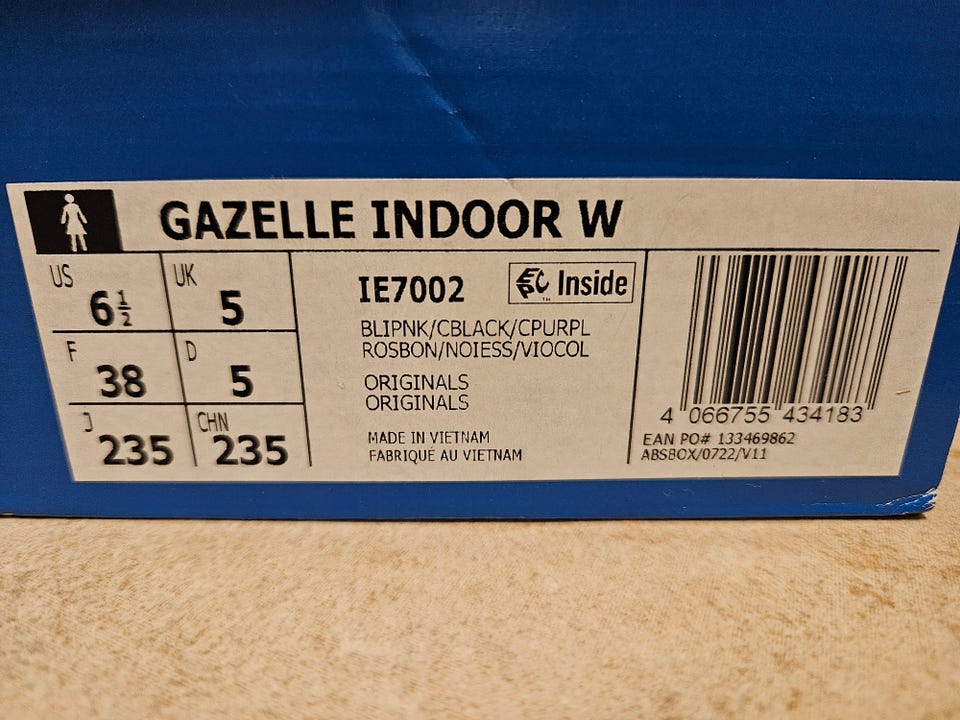 GAZELLE INDOOR W
US 6 1/2
UK 5
F 38
D 5
J 235
CHN 235
IE7002
EPC Inside
TM
BLIPNK/CBLACK/CPURPL
ROSBON/NOIESS/VIOCOL
ORIGINALS
ORIGINALS
MADE IN VIETNAM
FABRIQUÉ AU VIETNAM
4 066755 434183
EAN PO# 133469862
ABSBOX/0722/V11